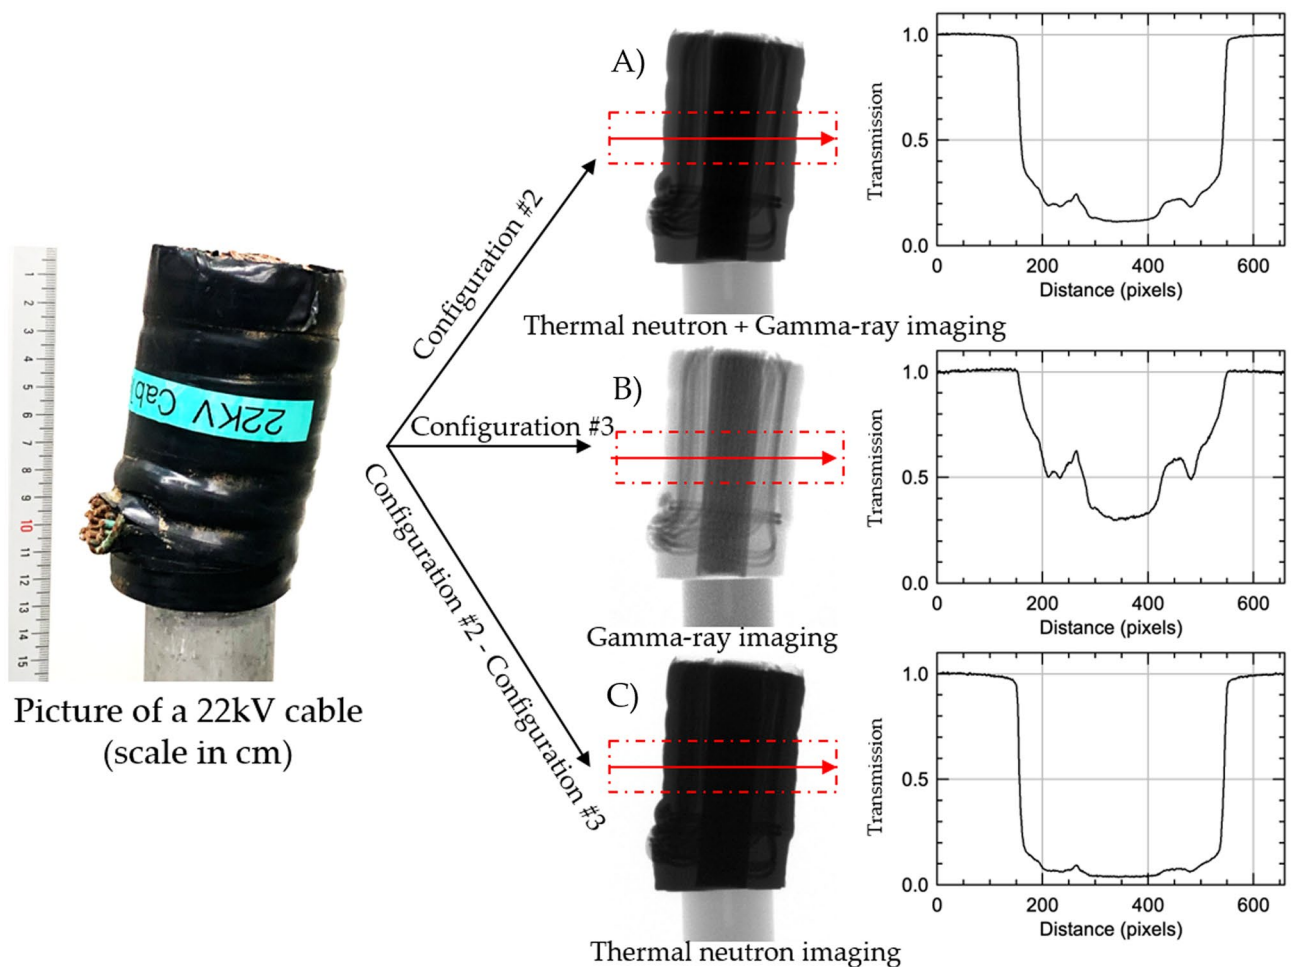 A)
Configuration #2
Thermal neutron + Gamma-ray imaging
1.0
0.5
0.0
Transmission
0
200
400
600
Distance (pixels)
1
2
3
4
5
6
7
8
9
10
11
12
13
14
15
22KV Cab
Picture of a 22kV cable
(scale in cm)
B)
Configuration #3
Gamma-ray imaging
1.0
0.5
0.0
Transmission
0
200
400
600
Distance (pixels)
C)
Configuration #2 - Configuration #3
Thermal neutron imaging
1.0
0.5
0.0
Transmission
0
200
400
600
Distance (pixels)